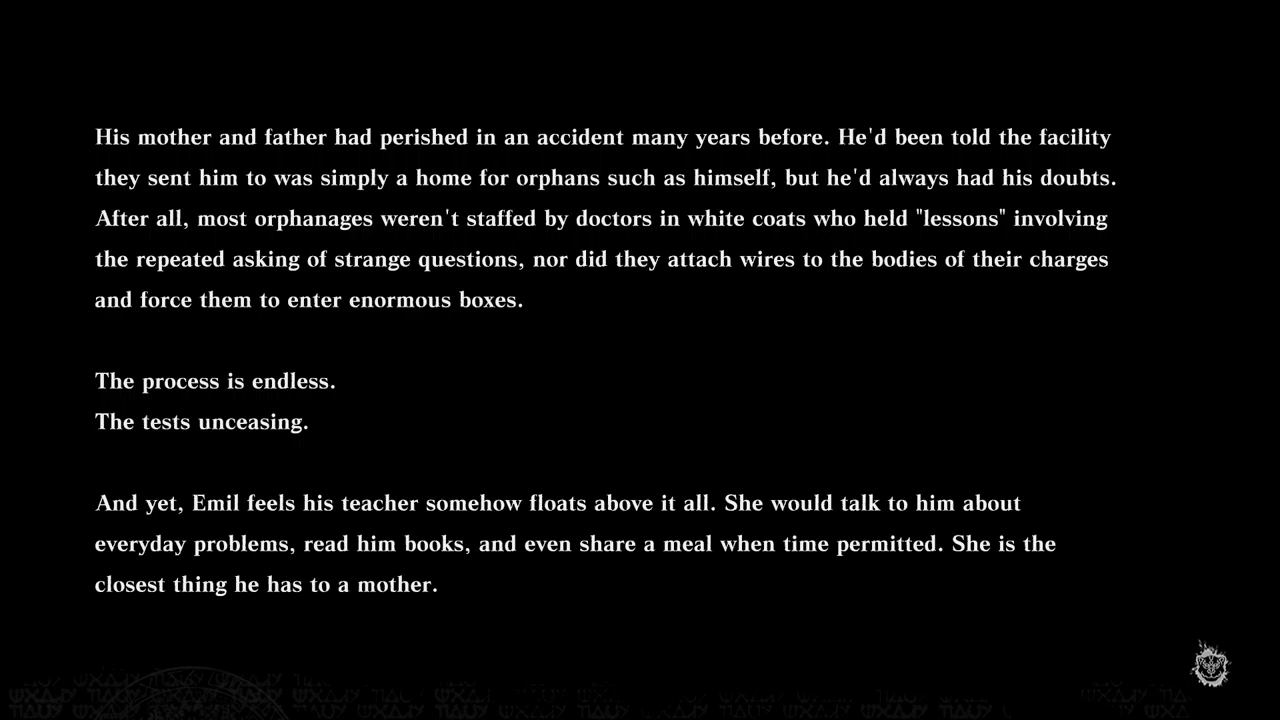 His mother and father had perished in an accident many years before. He'd been told the facility
they sent him to was simply a home for orphans such as himself, but he'd always had his doubts.
After all, most orphanages weren't staffed by doctors in white coats who held "lessons" involving
the repeated asking of strange questions, nor did they attach wires to the bodies of their charges
and force them to enter enormous boxes.
The process is endless.
The tests unceasing.
And yet, Emil feels his teacher somehow floats above it all. She would talk to him about
everyday problems, read him books, and even share a meal when time permitted. She is the
closest thing he has to a mother.